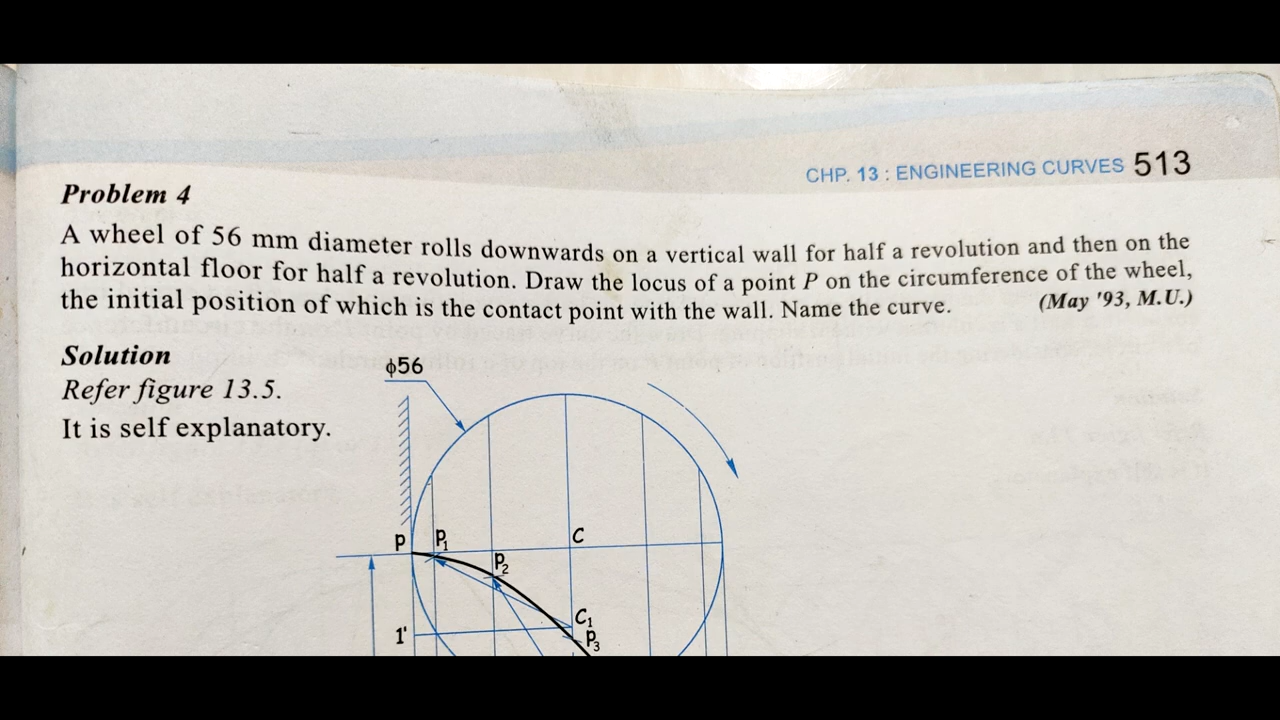 CHP. 13 : ENGINEERING CURVES 513
Problem 4
A wheel of 56 mm diameter rolls downwards on a vertical wall for half a revolution and then on the
horizontal floor for half a revolution. Draw the locus of a point P on the circumference of the wheel,
the initial position of which is the contact point with the wall. Name the curve. (May '93, M.U.)
Solution
Refer figure 13.5.
It is self explanatory.
ϕ56
P P₁ C
P₂
C₁
1' P₃